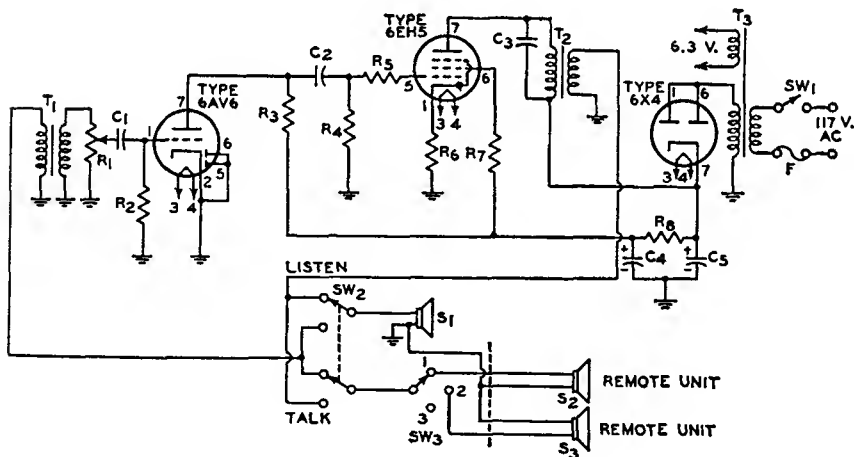 TYPE
6AV6
T1
C1
R1
R2
1
7
6
5
2
3 4
C2
R3
R4
R5
TYPE
6EH5
7
5
6
1
3 4
R6
R7
C3
T2
TYPE
6X4
1 6
3 4
7
T3
6.3 V.
SW1
117 V.
AC
F
R8
+
-
C4
+
-
C5
LISTEN
SW2
S1
TALK
1
2
3
SW3
S2
REMOTE UNIT
S3
REMOTE UNIT